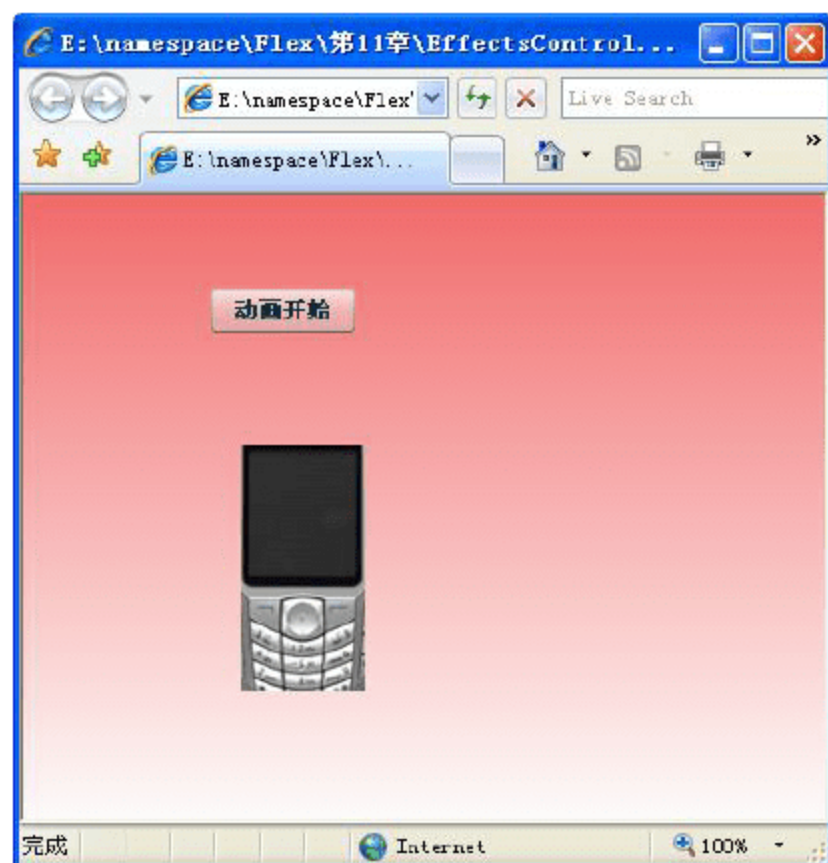 E:\namespace\Flex\第11章\EffectsControl...
E:\namespace\Flex'
Live Search
E:\namespace\Flex\...
»
动画开始
完成
Internet
100%